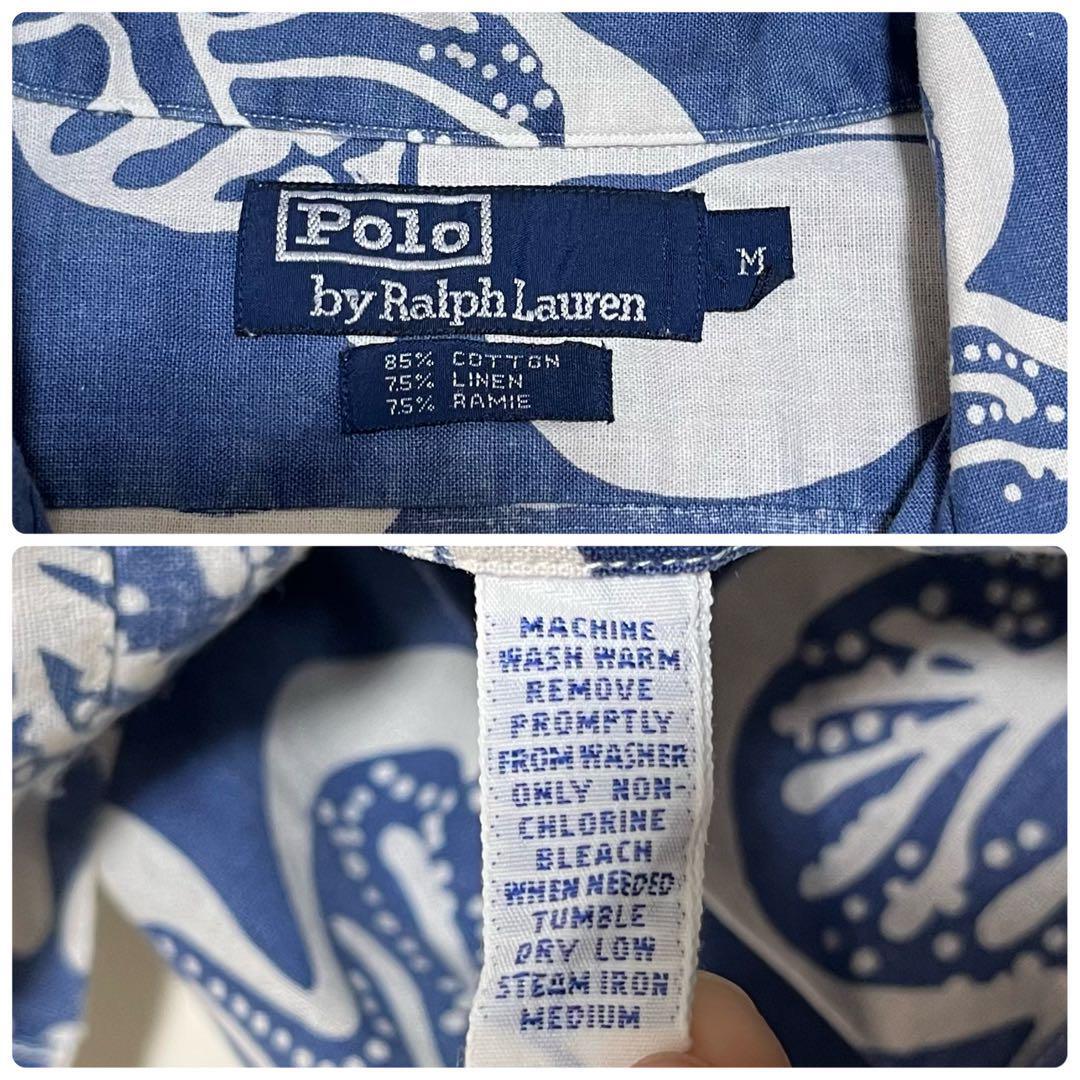 Polo
by Ralph Lauren
M
85% COTTON
7.5% LINEN
7.5% RAMIE
MACHINE
WASH WARM
REMOVE
PROMPTLY
FROM WASHER
ONLY NON-
CHLORINE
BLEACH
WHEN NEEDED
TUMBLE
DRY LOW
STEAM IRON
MEDIUM